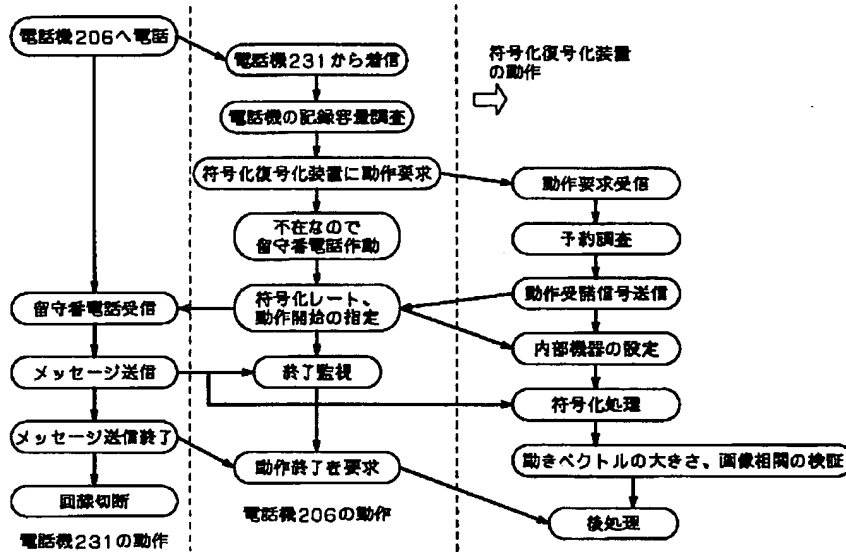 電話機206へ電話
留守番電話受信
メッセージ送信
メッセージ送信終了
回線切断
電話機231の動作
電話機231から着信
電話機の記録容量調査
符号化復号化装置に動作要求
不在なので
留守番電話作動
符号化レート、
動作開始の指定
終了監視
動作終了を要求
電話機206の動作
符号化復号化装置
の動作
動作要求受信
予約調査
動作受諾信号送信
内部機器の設定
符号化処理
動きベクトルの大きさ、画像相関の検証
後処理